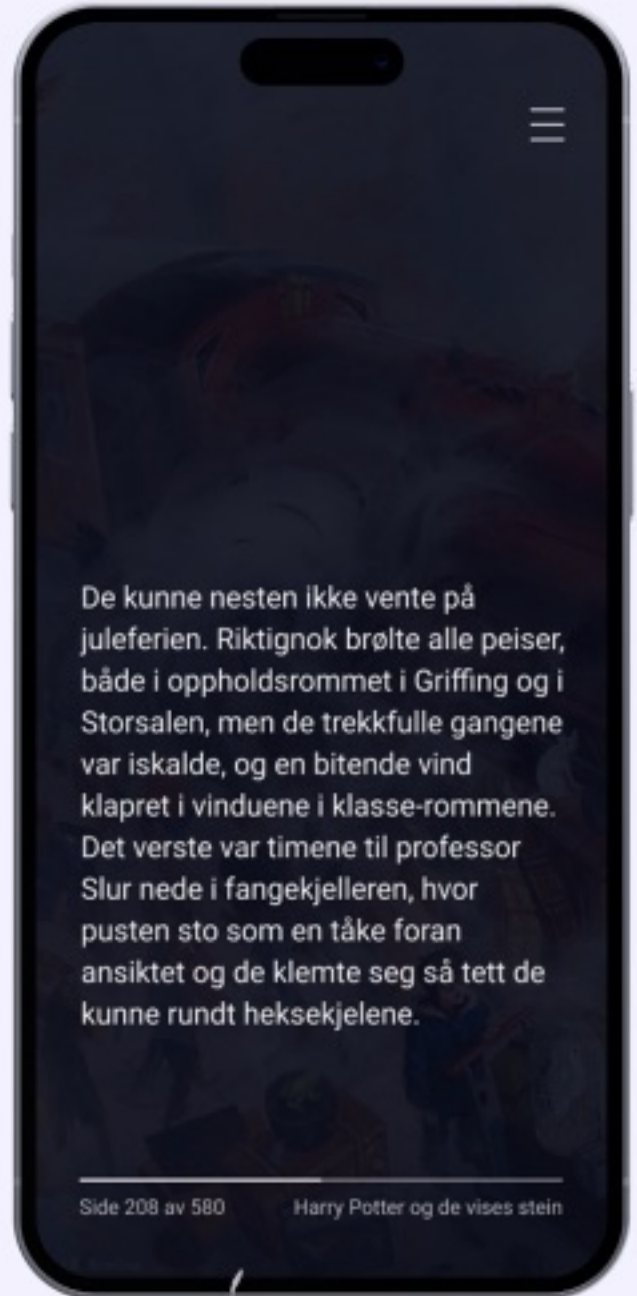 De kunne nesten ikke vente på
juleferien. Riktignok brølte alle peiser,
både i oppholdsrommet i Griffing og i
Storsalen, men de trekkfulle gangene
var iskalde, og en bitende vind
klapret i vinduene i klasse-rommene.
Det verste var timene til professor
Slur nede i fangekjelleren, hvor
pusten sto som en tåke foran
ansiktet og de klemte seg så tett de
kunne rundt heksekjelene.
Side 208 av 580
Harry Potter og de vises stein